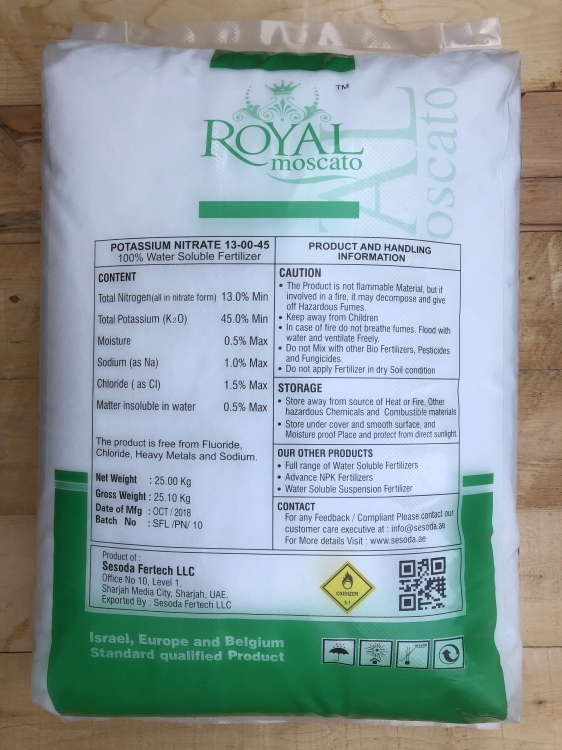 TM
ROYAL
moscato
AL
oscato
POTASSIUM NITRATE 13-00-45
100% Water Soluble Fertilizer
CONTENT
Total Nitrogen(all in nitrate form) 13.0% Min
Total Potassium (K2O) 45.0% Min
Moisture 0.5% Max
Sodium (as Na) 1.0% Max
Chloride ( as Cl) 1.5% Max
Matter insoluble in water 0.5% Max
The product is free from Fluoride,
Chloride, Heavy Metals and Sodium.
Net Weight : 25.00 Kg
Gross Weight : 25.10 Kg
Date of Mfg : OCT / 2018
Batch No : SFL /PN/ 10
PRODUCT AND HANDLING
INFORMATION
CAUTION
• The Product is not flammable Material, but if
involved in a fire, it may decompose and give
off Hazardous Fumes.
• Keep away from Children
• In case of fire do not breathe fumes. Flood with
water and ventilate Freely.
• Do not Mix with other Bio Fertilizers, Pesticides
and Fungicides.
• Do not apply Fertilizer in dry Soil condition
STORAGE
• Store away from source of Heat or Fire, Other
hazardous Chemicals and Combustible materials
• Store under cover and smooth surface, and
Moisture proof Place and protect from direct sunlight.
OUR OTHER PRODUCTS
• Full range of Water Soluble Fertilizers
• Advance NPK Fertilizers
• Water Soluble Suspension Fertilizer
CONTACT
For any Feedback / Compliant Please contact our
customer care executive at : info@sesoda.ae
For More details Visit : www.sesoda.ae
Product of :
Sesoda Fertech LLC
Office No 10, Level 1,
Sharjah Media City, Sharjah, UAE.
Exported By : Sesoda Fertech LLC
OXIDIZER
5.1
Israel, Europe and Belgium
Standard qualified Product